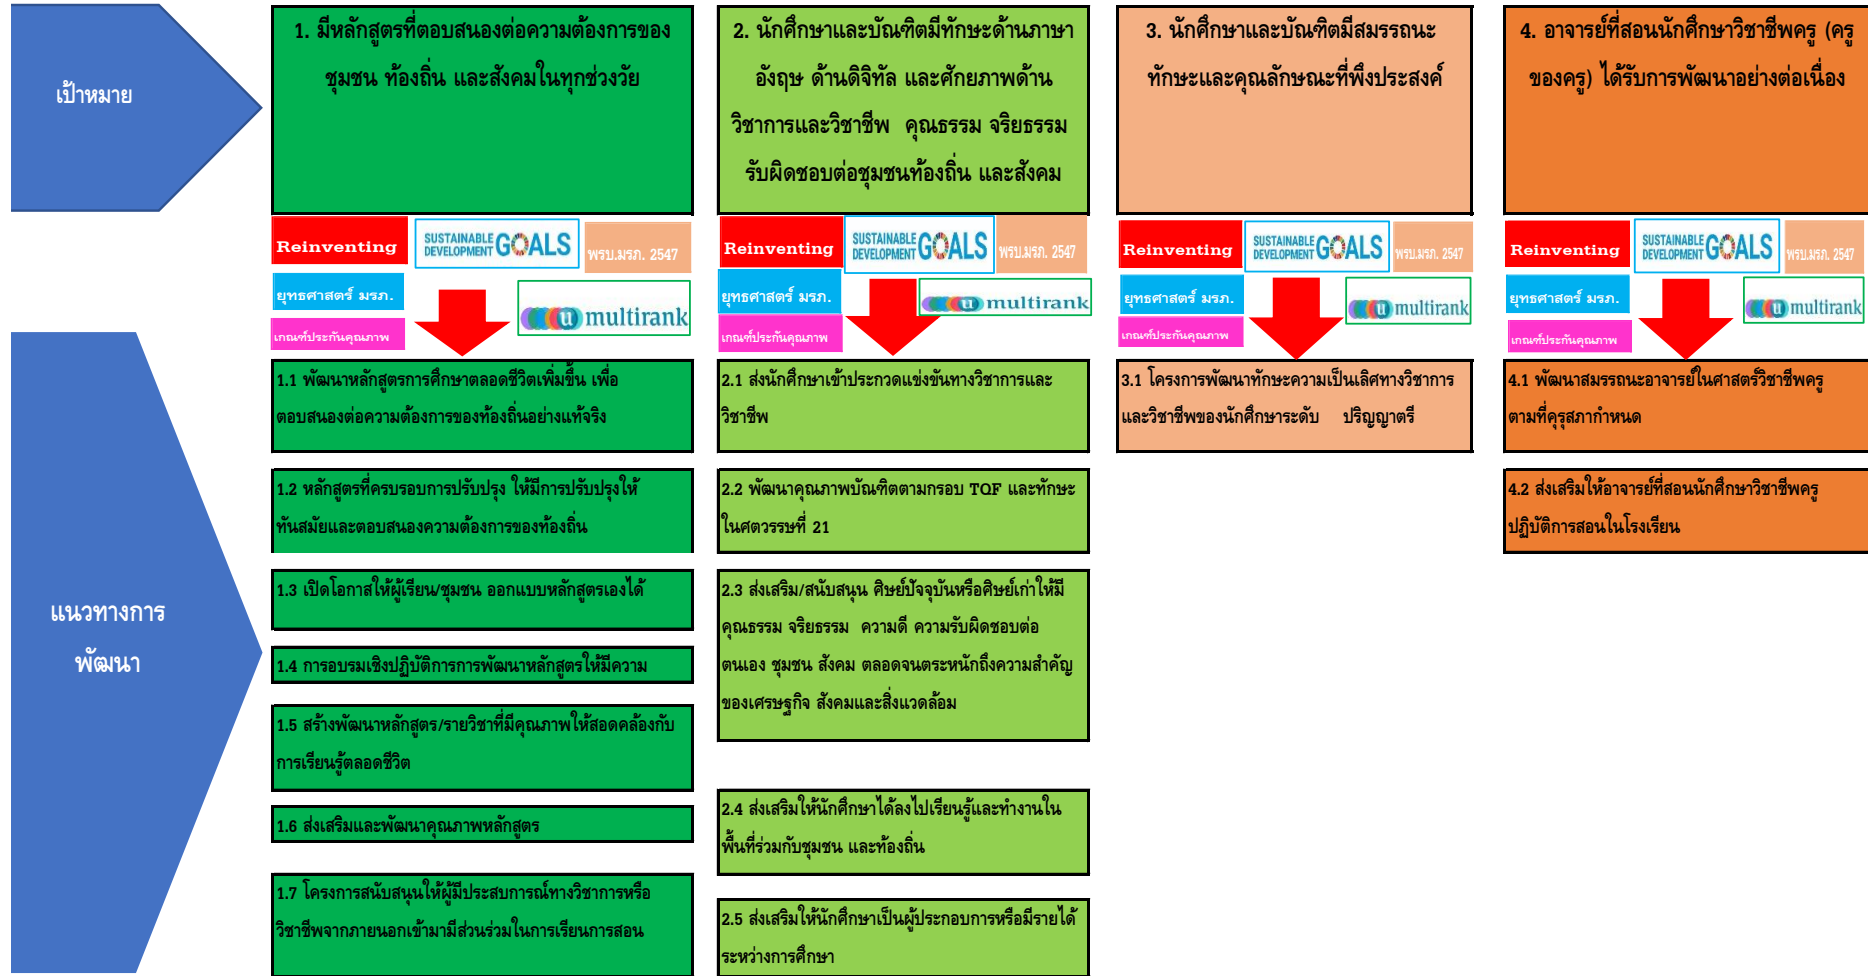 เป้าหมาย
1. มีหลักสูตรที่ตอบสนองต่อความต้องการของ
ชุมชน ท้องถิ่น และสังคมในทุกช่วงวัย
2. นักศึกษาและบัณฑิตมีทักษะด้านภาษา
อังกฤษ ด้านดิจิทัล และศักยภาพด้าน
วิชาการและวิชาชีพ คุณธรรม จริยธรรม
รับผิดชอบต่อชุมชนท้องถิ่น และสังคม
3. นักศึกษาและบัณฑิตมีสมรรถนะ
ทักษะและคุณลักษณะที่พึงประสงค์
4. อาจารย์ที่สอนนักศึกษาวิชาชีพครู (ครู
ของครู) ได้รับการพัฒนาอย่างต่อเนื่อง
Reinventing
SUSTAINABLE
DEVELOPMENT GOALS
พรบ.มรภ. 2547
ยุทธศาสตร์ มรภ.
u multirank
เกณฑ์ประกันคุณภาพ
Reinventing
SUSTAINABLE
DEVELOPMENT GOALS
พรบ.มรภ. 2547
ยุทธศาสตร์ มรภ.
u multirank
เกณฑ์ประกันคุณภาพ
Reinventing
SUSTAINABLE
DEVELOPMENT GOALS
พรบ.มรภ. 2547
ยุทธศาสตร์ มรภ.
u multirank
เกณฑ์ประกันคุณภาพ
Reinventing
SUSTAINABLE
DEVELOPMENT GOALS
พรบ.มรภ. 2547
ยุทธศาสตร์ มรภ.
u multirank
เกณฑ์ประกันคุณภาพ
แนวทางการ
พัฒนา
1.1 พัฒนาหลักสูตรการศึกษาตลอดชีวิตเพิ่มขึ้น เพื่อ
ตอบสนองต่อความต้องการของท้องถิ่นอย่างแท้จริง
1.2 หลักสูตรที่ครบรอบการปรับปรุง ให้มีการปรับปรุงให้
ทันสมัยและตอบสนองความต้องการของท้องถิ่น
1.3 เปิดโอกาสให้ผู้เรียน/ชุมชน ออกแบบหลักสูตรเองได้
1.4 การอบรมเชิงปฏิบัติการการพัฒนาหลักสูตรให้มีความ
1.5 สร้างพัฒนาหลักสูตร/รายวิชาที่มีคุณภาพให้สอดคล้องกับ
การเรียนรู้ตลอดชีวิต
1.6 ส่งเสริมและพัฒนาคุณภาพหลักสูตร
1.7 โครงการสนับสนุนให้ผู้มีประสบการณ์ทางวิชาการหรือ
วิชาชีพจากภายนอกเข้ามามีส่วนร่วมในการเรียนการสอน
2.1 ส่งนักศึกษาเข้าประกวดแข่งขันทางวิชาการและ
วิชาชีพ
2.2 พัฒนาคุณภาพบัณฑิตตามกรอบ TQF และทักษะ
ในศตวรรษที่ 21
2.3 ส่งเสริม/สนับสนุน ศิษย์ปัจจุบันหรือศิษย์เก่าให้มี
คุณธรรม จริยธรรม ความดี ความรับผิดชอบต่อ
ตนเอง ชุมชน สังคม ตลอดจนตระหนักถึงความสำคัญ
ของเศรษฐกิจ สังคมและสิ่งแวดล้อม
2.4 ส่งเสริมให้นักศึกษาได้ลงไปเรียนรู้และทำงานใน
พื้นที่ร่วมกับชุมชน และท้องถิ่น
2.5 ส่งเสริมให้นักศึกษาเป็นผู้ประกอบการหรือมีรายได้
ระหว่างการศึกษา
3.1 โครงการพัฒนาทักษะความเป็นเลิศทางวิชาการ
และวิชาชีพของนักศึกษาระดับ ปริญญาตรี
4.1 พัฒนาสมรรถนะอาจารย์ในศาสตร์วิชาชีพครู
ตามที่คุรุสภากำหนด
4.2 ส่งเสริมให้อาจารย์ที่สอนนักศึกษาวิชาชีพครู
ปฏิบัติการสอนในโรงเรียน